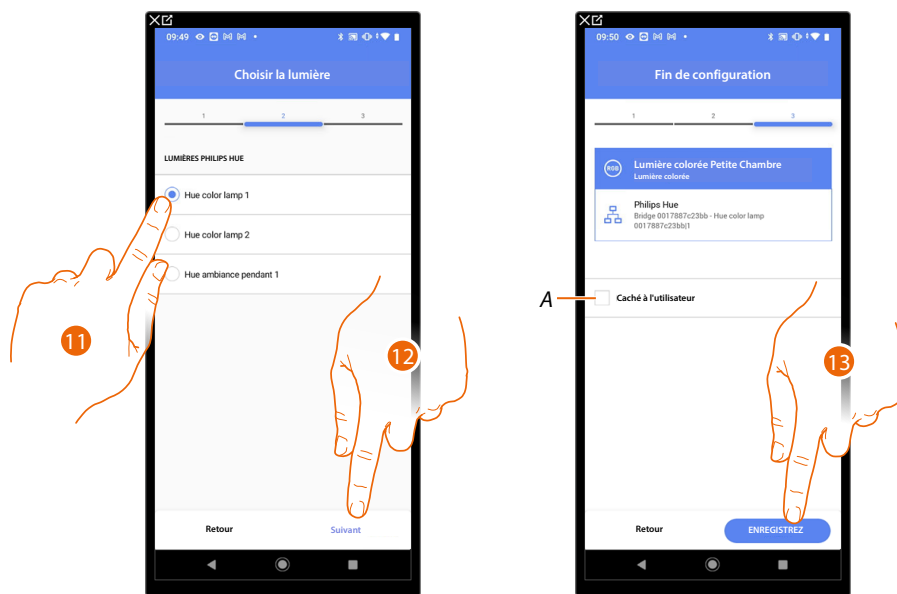 09:49
Choisir la lumière
1 2 3
LUMIÈRES PHILIPS HUE
Hue color lamp 1
Hue color lamp 2
Hue ambiance pendant 1
11
12
Retour Suivant
09:50
Fin de configuration
1 2 3
RGB
Lumière colorée Petite Chambre
Lumière colorée
Philips Hue
Bridge 0017887c23bb - Hue color lamp
0017887c23bb|1
A
Caché à l'utilisateur
13
Retour ENREGISTREZ